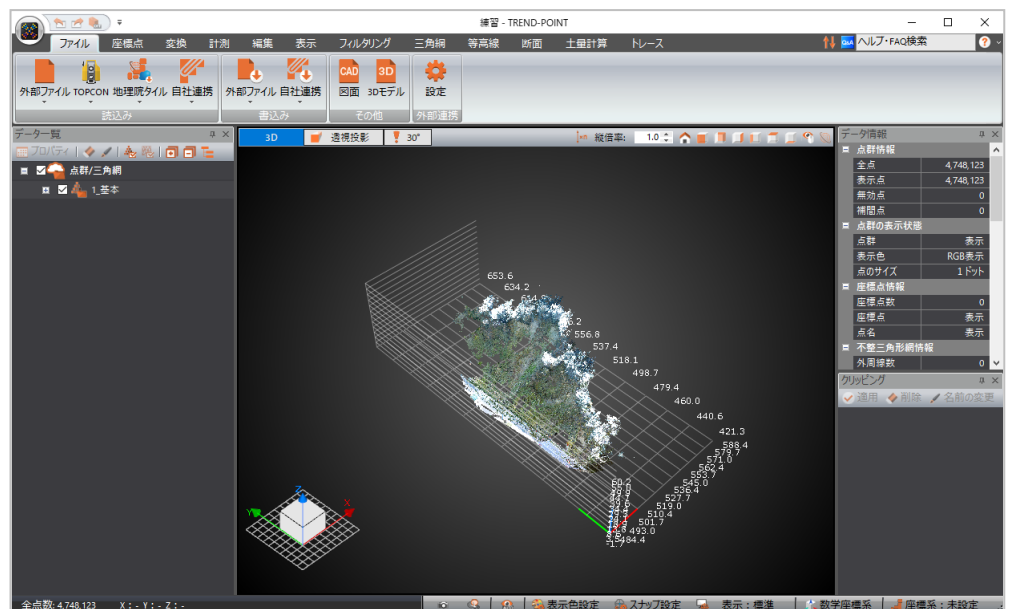 練習 - TREND-POINT
ファイル 座標点 変換 計測 編集 表示 フィルタリング 三角網 等高線 断面 土量計算 トレース Q&A ヘルプ・FAQ検索
CAD 3D
外部ファイル TOPCON 地理院タイル 自社連携 外部ファイル 自社連携 図面 3Dモデル 設定
読込み 書込み その他 外部連携
データ一覧
プロパティ
点群/三角網
1_基本
3D 透視投影 30° 縦倍率: 1.0
653.6
634.2
556.8
537.4
518.1
498.7
479.4
460.0
440.6
421.3
588.4
579.7
571.0
562.4
553.7
545.0
536.4
527.7
519.0
510.4
501.7
493.0
484.4
60.2
-1.7
Z
X
Y
データ情報
点群情報
全点 4,748,123
表示点 4,748,123
無効点 0
補間点 0
点群の表示状態
点群 表示
表示色 RGB表示
点のサイズ 1ドット
座標点情報
座標点数 0
座標点 表示
点名 表示
不整三角形網情報
外周線数 0
クリッピング
適用 削除 名前の変更
全点数: 4,748,123 X : - Y : - Z : - 表示色設定 スナップ設定 表示：標準 数学座標系 座標系：未設定